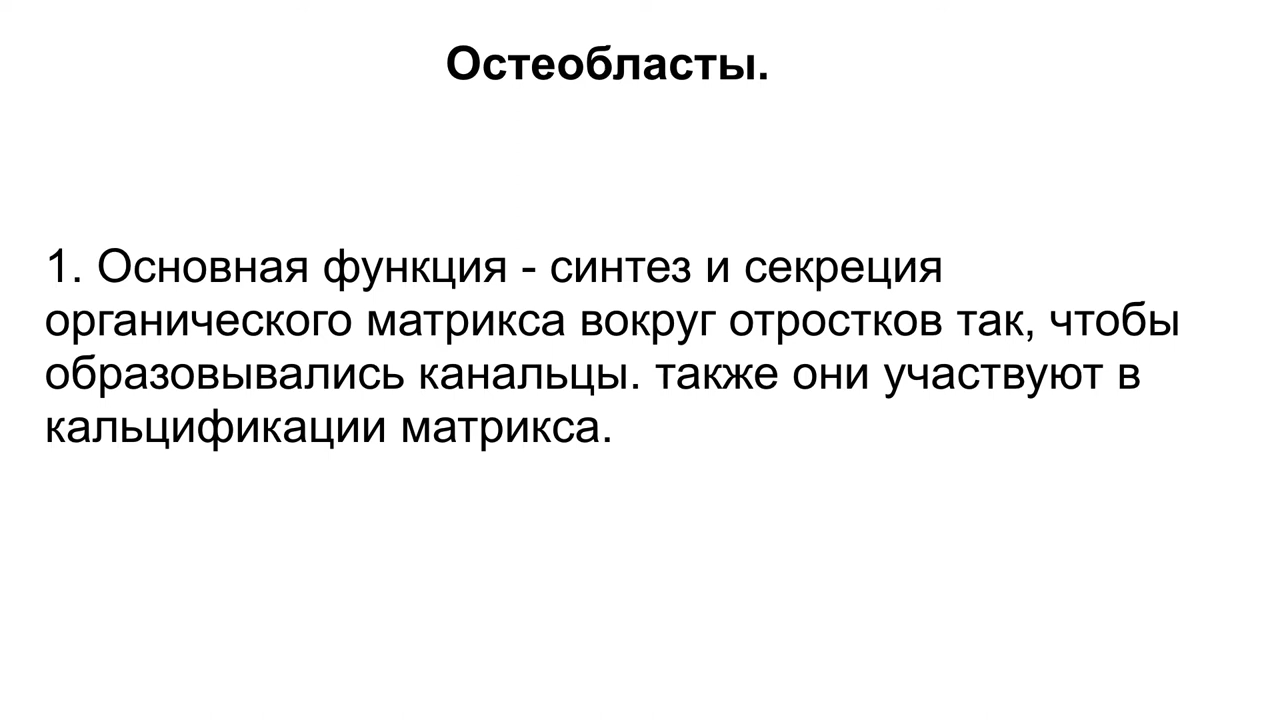 Остеобласты.
1. Основная функция - синтез и секреция
органического матрикса вокруг отростков так, чтобы
образовывались канальцы. также они участвуют в
кальцификации матрикса.